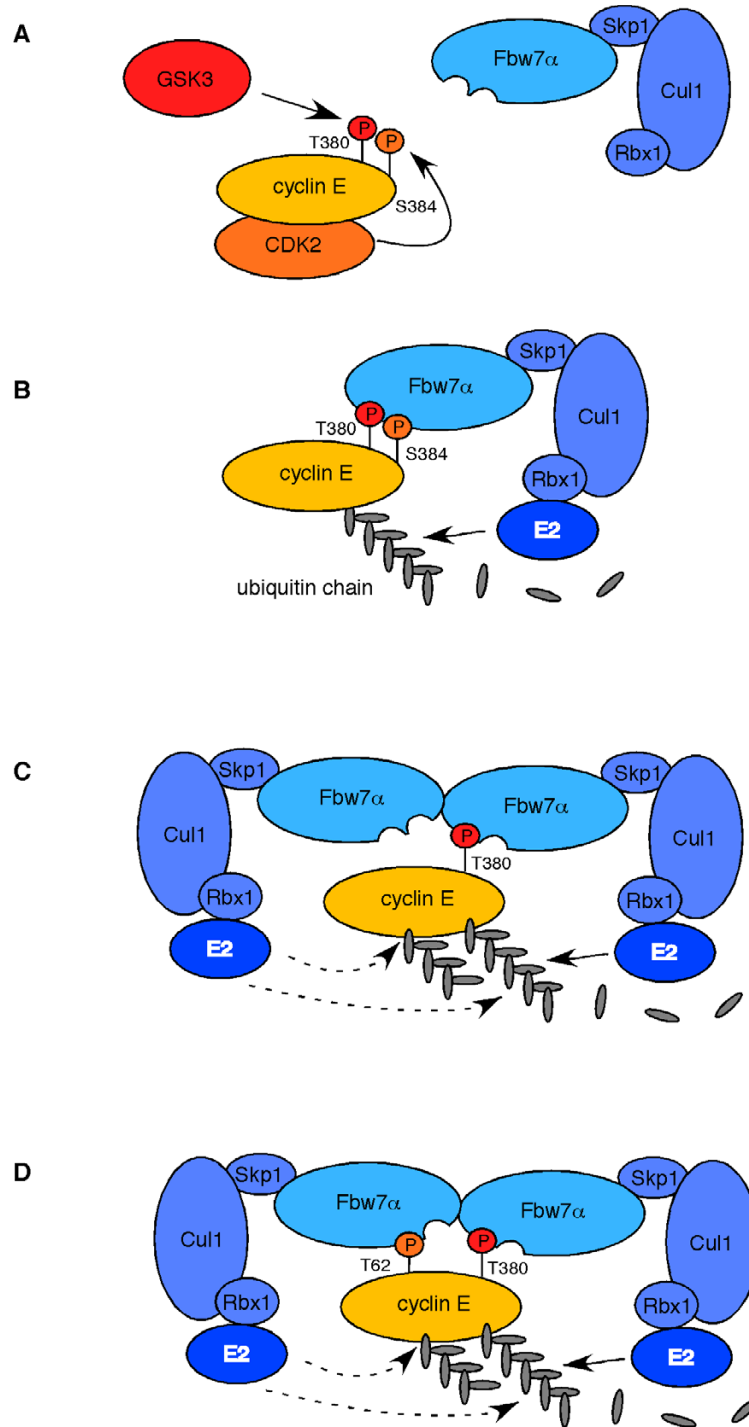 A
GSK3
Fbw7α
Skp1
Cul1
Rbx1
P
P
T380
cyclin E
S384
CDK2
B
Fbw7α
Skp1
Cul1
Rbx1
P
P
T380
S384
cyclin E
E2
ubiquitin chain
C
Skp1
Fbw7α
Fbw7α
Skp1
Cul1
P
T380
Cul1
Rbx1
cyclin E
Rbx1
E2
E2
D
Skp1
Fbw7α
Fbw7α
Skp1
Cul1
P
P
Cul1
T62
T380
Rbx1
cyclin E
Rbx1
E2
E2